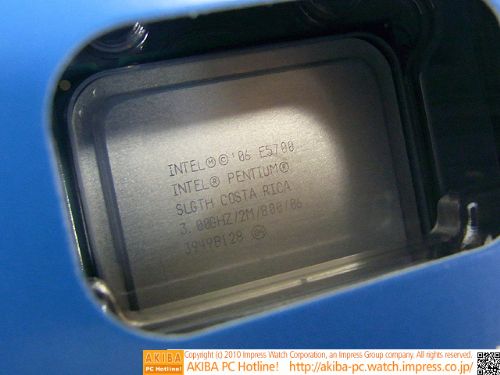 INTEL Ⓜ©'06 E5700
INTEL® PENTIUM®
SLGTH COSTA RICA
3.00GHZ/2M/800/06
3949B128 e4
AKIBA
PC Hotline!
Copyright (c) 2010 Impress Watch Corporation, an Impress Group company. All rights reserved.
AKIBA PC Hotline! http://akiba-pc.watch.impress.co.jp/